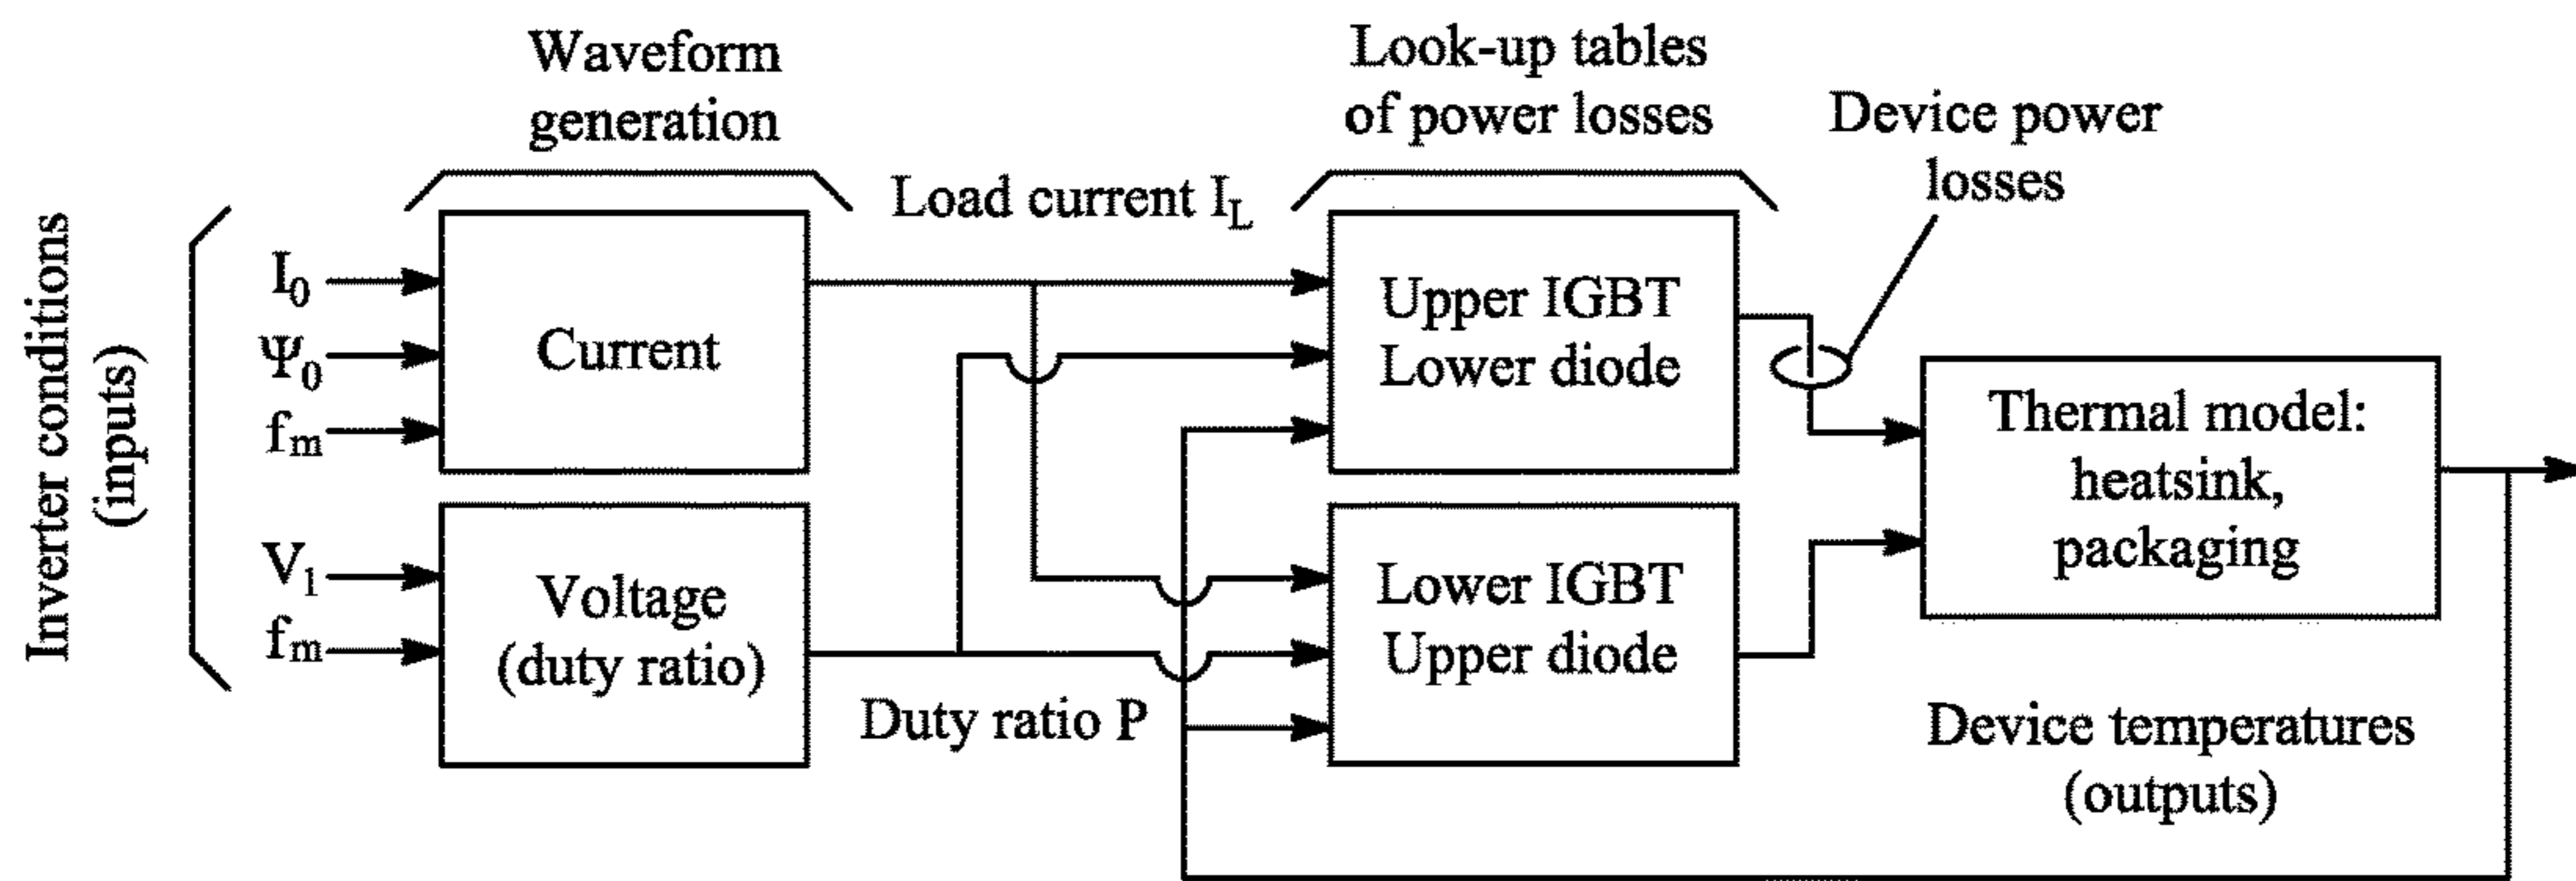 Waveform
generation
Look-up tables
of power losses
Device power
losses
Load current I_L
Inverter conditions
(inputs)
I_0
Ψ_0
f_m
Current
V_1
f_m
Voltage
(duty ratio)
Duty ratio P
Upper IGBT
Lower diode
Lower IGBT
Upper diode
Thermal model:
heatsink,
packaging
Device temperatures
(outputs)